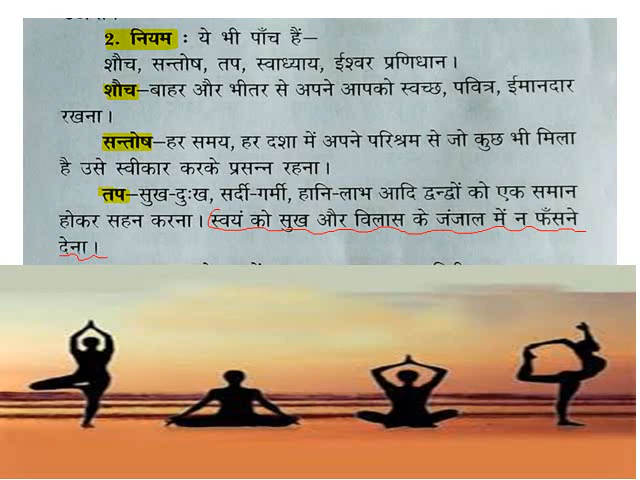 2. नियम : ये भी पाँच हैं—
शौच, सन्तोष, तप, स्वाध्याय, ईश्वर प्रणिधान।
शौच—बाहर और भीतर से अपने आपको स्वच्छ, पवित्र, ईमानदार
रखना।
सन्तोष—हर समय, हर दशा में अपने परिश्रम से जो कुछ भी मिला
है उसे स्वीकार करके प्रसन्न रहना।
तप—सुख-दुःख, सर्दी-गर्मी, हानि-लाभ आदि द्वन्द्वों को एक समान
होकर सहन करना। (स्वयं को सुख और विलास के जंजाल में न फँसने
देना।